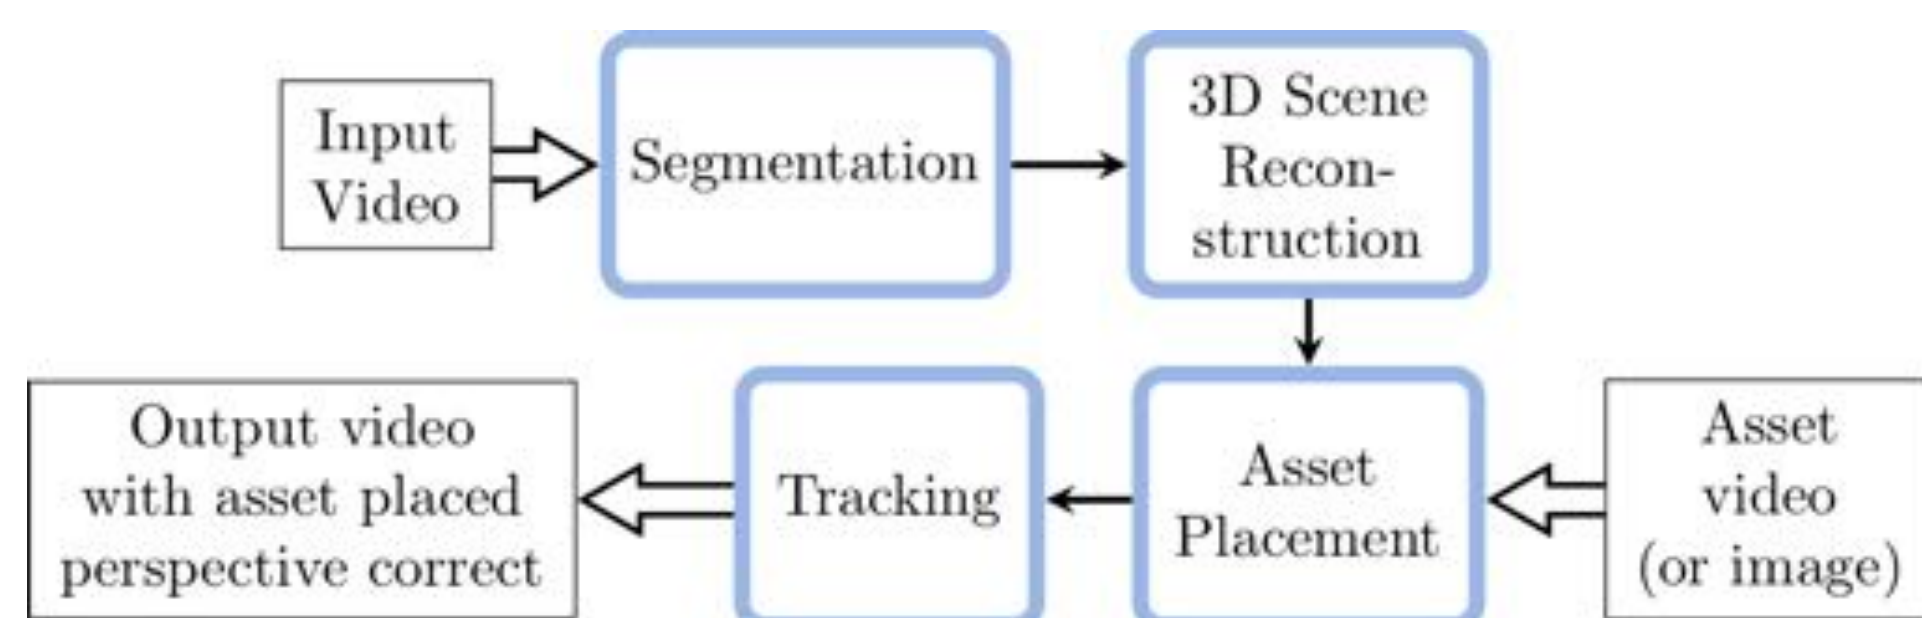 Input
Video
Segmentation
3D Scene
Recon-
struction
Output video
with asset placed
perspective correct
Tracking
Asset
Placement
Asset
video
(or image)